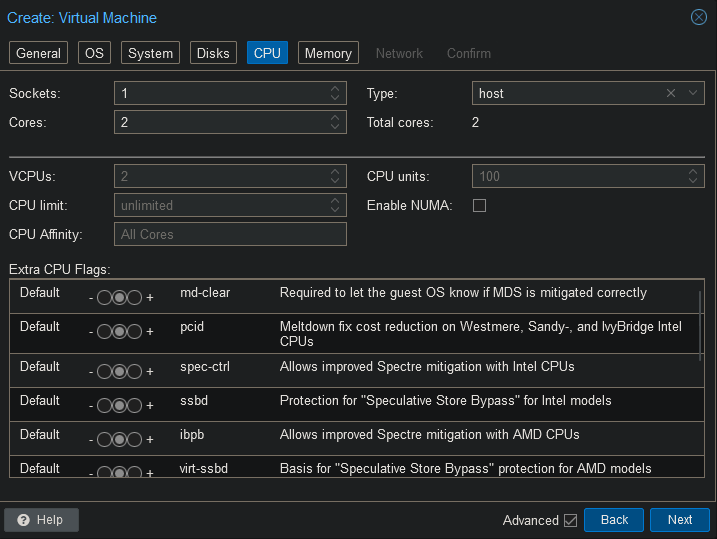 Create: Virtual Machine
General OS System Disks CPU Memory Network Confirm
Sockets: 1 Type: host
Cores: 2 Total cores: 2
VCPUs: 2 CPU units: 100
CPU limit: unlimited Enable NUMA:
CPU Affinity: All Cores
Extra CPU Flags:
Default - + md-clear Required to let the guest OS know if MDS is mitigated correctly
Default - + pcid Meltdown fix cost reduction on Westmere, Sandy-, and IvyBridge Intel
CPUs
Default - + spec-ctrl Allows improved Spectre mitigation with Intel CPUs
Default - + ssbd Protection for "Speculative Store Bypass" for Intel models
Default - + ibpb Allows improved Spectre mitigation with AMD CPUs
Default - + virt-ssbd Basis for "Speculative Store Bypass" protection for AMD models
? Help Advanced Back Next